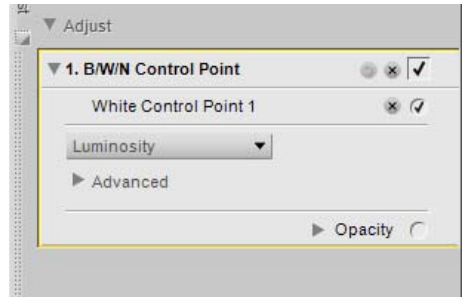 Adjust
1. B/W/N Control Point
White Control Point 1
Luminosity
Advanced
Opacity